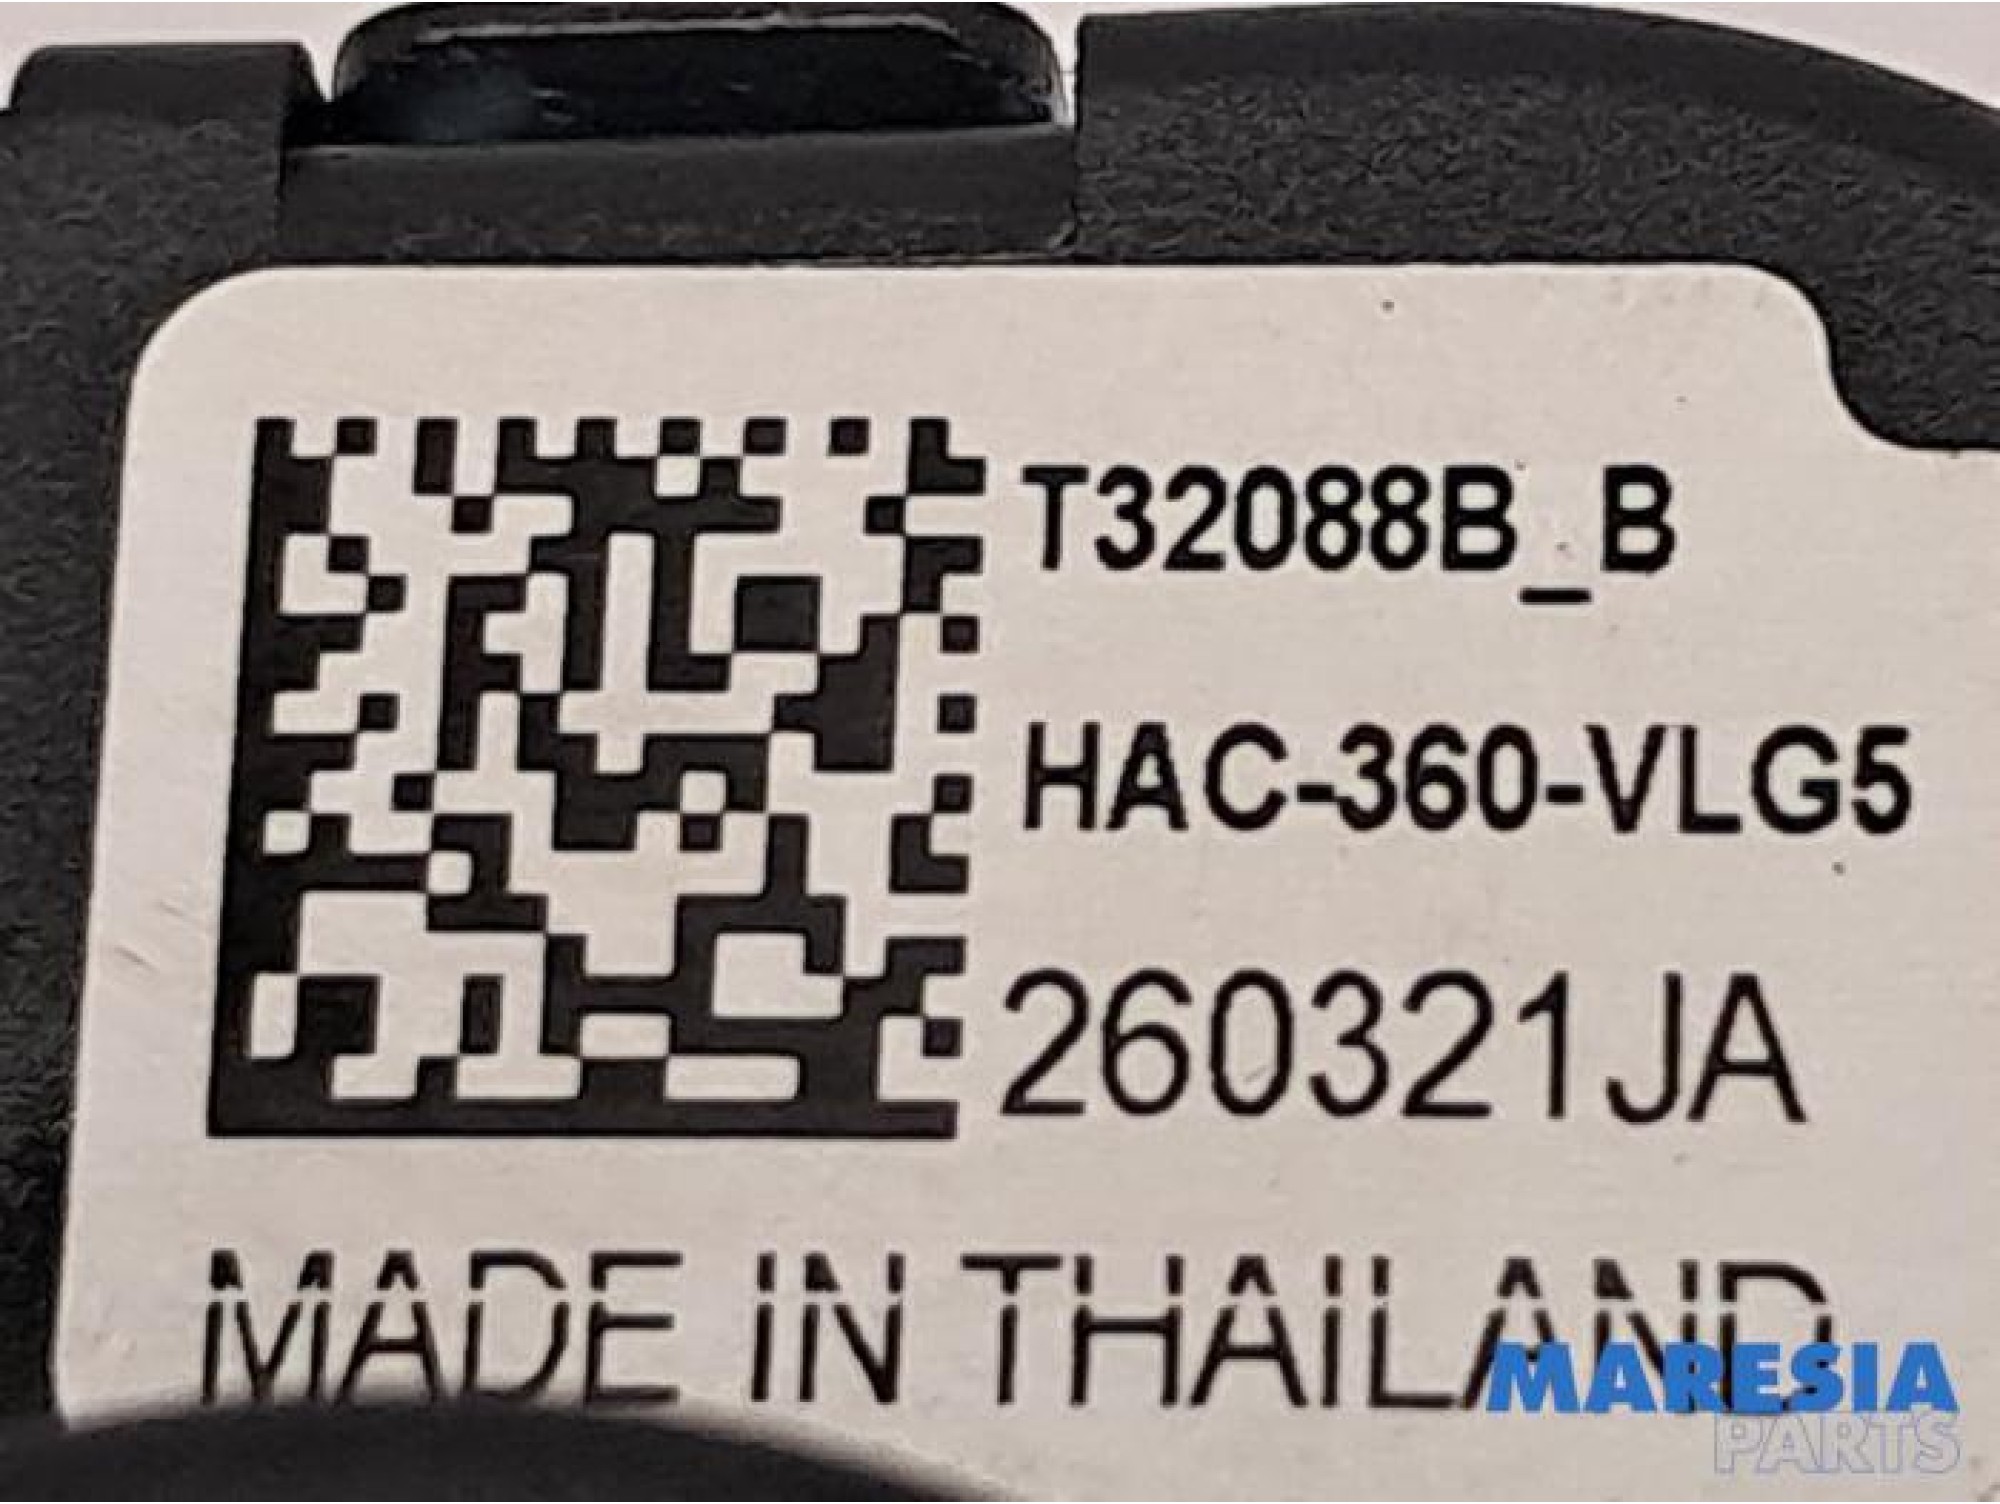 T32088B_B
HAC-360-VLG5
260321JA
MADE IN THAILAND
MARESIA
PARTS